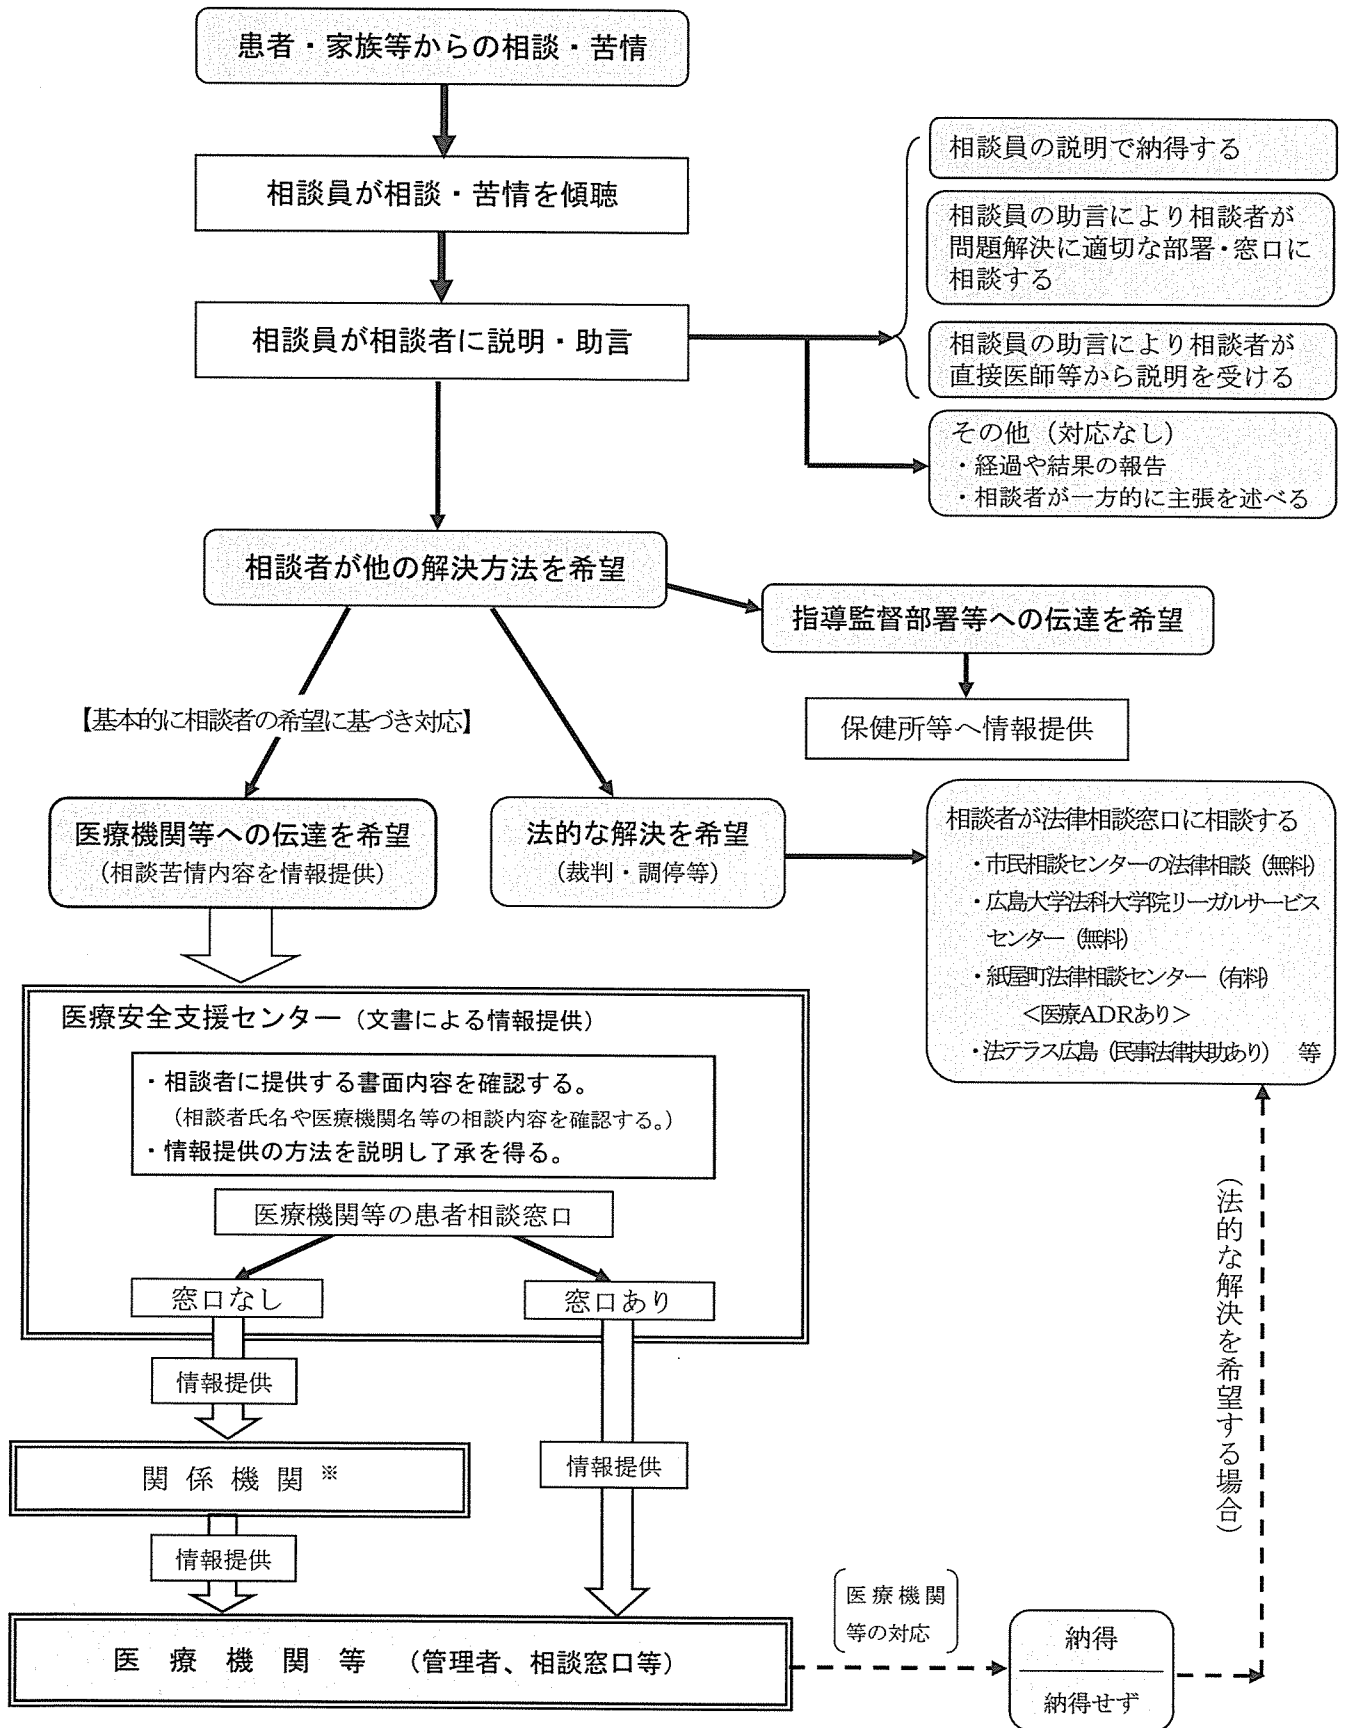 患者・家族等からの相談・苦情
相談員が相談・苦情を傾聴
相談員が相談者に説明・助言
相談員の説明で納得する
相談員の助言により相談者が
問題解決に適切な部署・窓口に
相談する
相談員の助言により相談者が
直接医師等から説明を受ける
その他（対応なし）
・経過や結果の報告
・相談者が一方的に主張を述べる
相談者が他の解決方法を希望
指導監督部署等への伝達を希望
保健所等へ情報提供
【基本的に相談者の希望に基づき対応】
医療機関等への伝達を希望
（相談苦情内容を情報提供）
法的な解決を希望
（裁判・調停等）
相談者が法律相談窓口に相談する
・市民相談センターの法律相談（無料）
・広島大学法科大学院リーガルサービス
センター（無料）
・紙屋町法律相談センター（有料）
＜医療ADRあり＞
・法テラス広島（民事法律扶助あり） 等
医療安全支援センター（文書による情報提供）
・相談者に提供する書面内容を確認する。
（相談者氏名や医療機関名等の相談内容を確認する。）
・情報提供の方法を説明し了承を得る。
医療機関等の患者相談窓口
窓口なし
窓口あり
情報提供
関係機関※
情報提供
情報提供
医療機関等（管理者、相談窓口等）
医療機関
等の対応
納得
納得せず
（法的な解決を希望する場合）